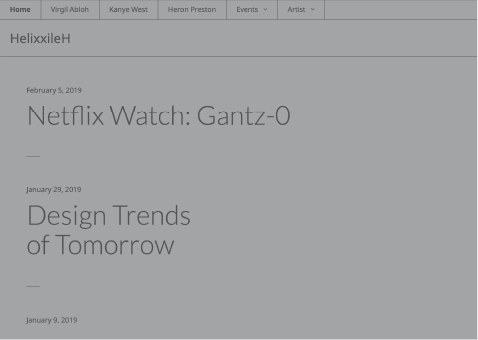 Home Virgil Abloh Kanye West Heron Preston Events Artist
HelixxileH
February 5, 2019
Netflix Watch: Gantz-0
January 29, 2019
Design Trends
of Tomorrow
January 9, 2019